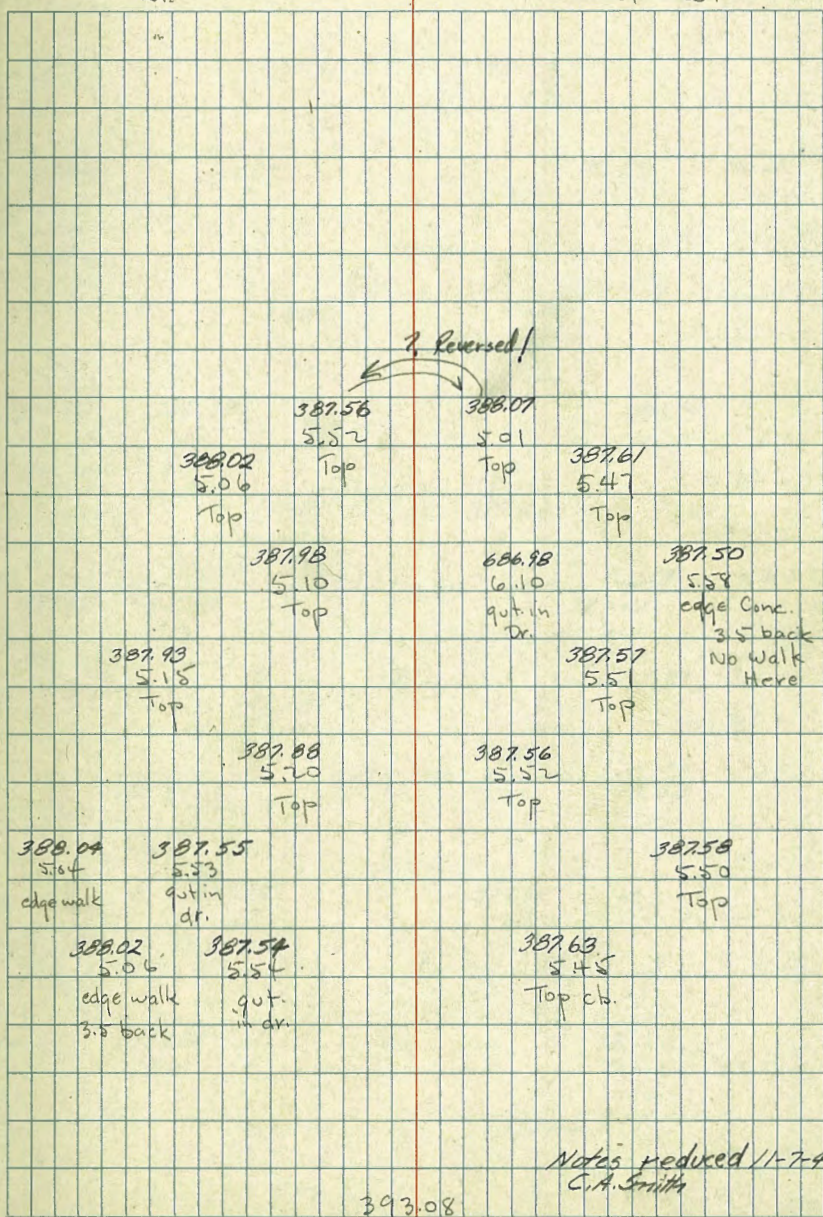 ? Reversed!
387.56 388.07
5.52 5.01
388.02 Top Top 387.61
5.06 5.47
Top Top
387.98 686.98 387.50
5.10 6.10 5.58
Top gut. in edge Conc.
Dr. 3.5 back
387.93 387.57 No walk
5.15 5.51 Here
Top Top
387.88 387.56
5.20 5.52
Top Top
388.04 387.55 387.58
5.04 5.53 5.50
edge walk gut in Top
dr.
388.02 387.54 387.63
5.06 5.54 5.45
edge walk gut. Top cb.
3.5 back in dr.
Notes reduced 11-7-4
C.A. Smith
393.08